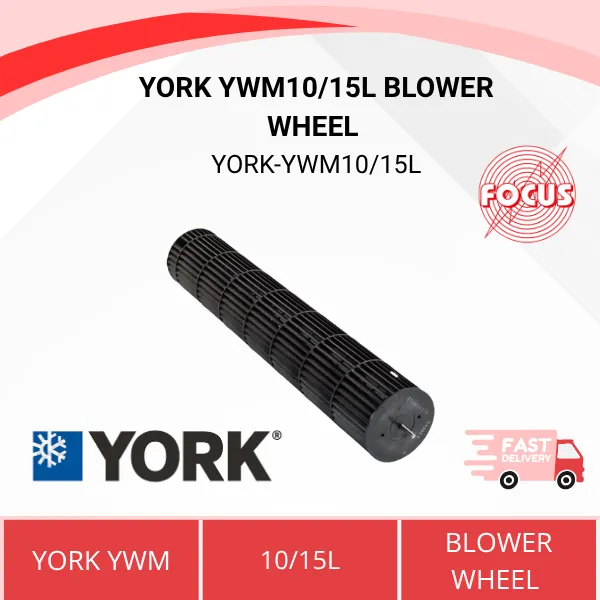 YORK YWM10/15L BLOWER
WHEEL
YORK-YWM10/15L
FOCUS
YORK®
FAST
DELIVERY
YORK YWM
10/15L
BLOWER
WHEEL